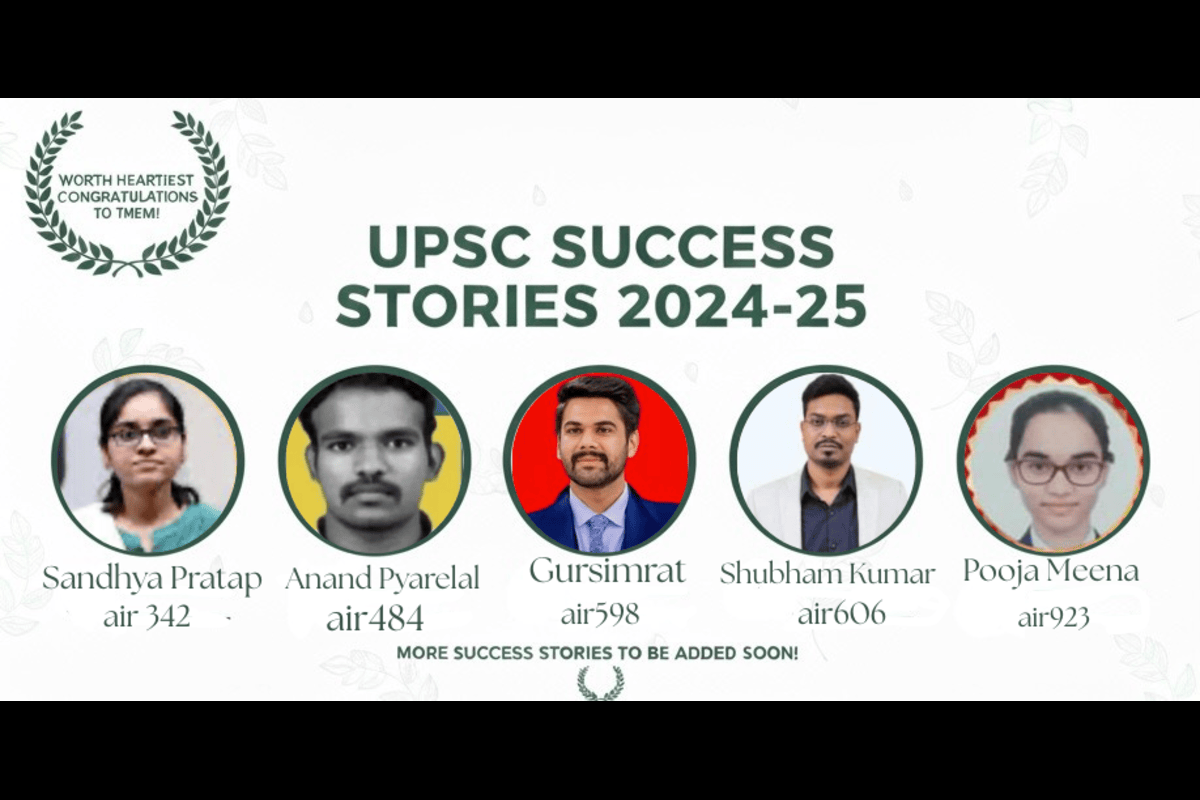 WORTH HEARTIEST
CONGRATULATIONS
TO TMEM!
UPSC SUCCESS
STORIES 2024-25
Sandhya Pratap
air 342
Anand Pyarelal
air484
Gursimrat
air598
Shubham Kumar
air606
Pooja Meena
air923
MORE SUCCESS STORIES TO BE ADDED SOON!